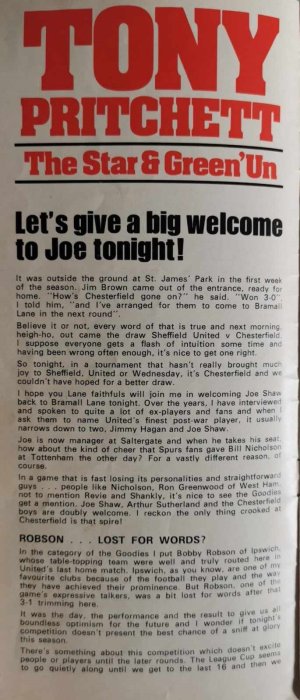 TONY
PRITCHETT
The Star & Green'Un
Let's give a big welcome
to Joe tonight!
It was outside the ground at St. James' Park in the first week
of the season. Jim Brown came out of the entrance, ready for
home. "How's Chesterfield gone on?" he said. "Won 3-0",
I told him, "and I've arranged for them to come to Bramall
Lane in the next round".
Believe it or not, every word of that is true and next morning,
heigh-ho, out came the draw Sheffield United v Chesterfield.
I suppose everyone gets a flash of intuition some time and
having been wrong often enough, it's nice to get one right.
So tonight, in a tournament that hasn't really brought much
joy to Sheffield, United or Wednesday, it's Chesterfield and we
couldn't have hoped for a better draw.
I hope you Lane faithfuls will join me in welcoming Joe Shaw
back to Bramall Lane tonight. Over the years, I have interviewed
and spoken to quite a lot of ex-players and fans and when I
ask them to name United's finest post-war player, it usually
narrows down to two, Jimmy Hagan and Joe Shaw.
Joe is now manager at Saltergate and when he takes his seat,
how about the kind of cheer that Spurs fans gave Bill Nicholson
at Tottenham the other day? For a vastly different reason, of
course.
In a game that is fast losing its personalities and straightforward
guys . . . people like Nicholson, Ron Greenwood of West Ham,
not to mention Revie and Shankly, it's nice to see the Goodies
get a mention. Joe Shaw, Arthur Sutherland and the Chesterfield
boys are doubly welcome. I reckon the only thing crooked at
Chesterfield is that spire!
ROBSON . . . LOST FOR WORDS?
In the category of the Goodies I put Bobby Robson of Ipswich,
whose table-topping team were well and truly routed here in
United's last home match. Ipswich, as you know, are one of my
favourite clubs because of the football they play and the way
they have achieved their prominence. But Robson, one of the
game's expressive talkers, was a bit lost for words after that
3-1 trimming here.
It was the day, the performance and the result to give us all
boundless optimism for the future and I wonder if tonight's
competition doesn't present the best chance of a sniff at glory
this season.
There's something about this competition which doesn't excite
people or players until the later rounds. The League Cup seems
to go quietly along until we get to the last 16 and then we